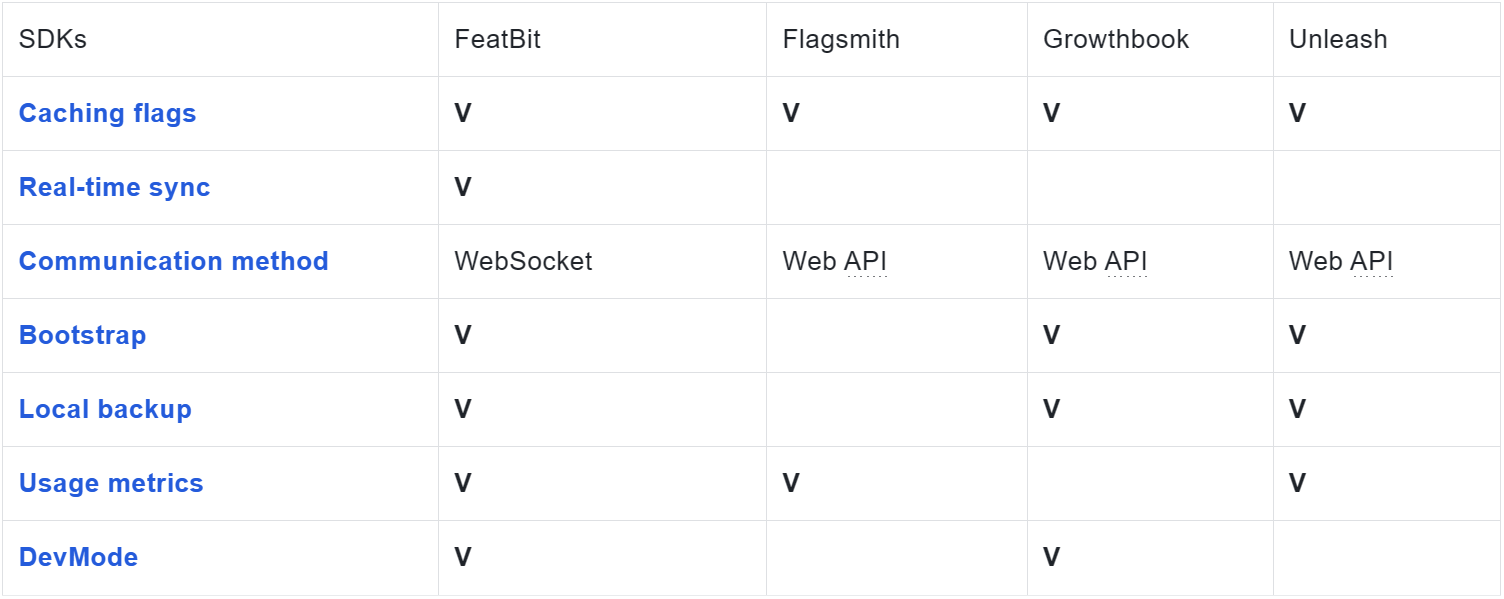 SDKs FeatBit Flagsmith Growthbook Unleash
Caching flags V V V V
Real-time sync V
Communication method WebSocket Web API Web API Web API
Bootstrap V V V
Local backup V V V
Usage metrics V V V
DevMode V V